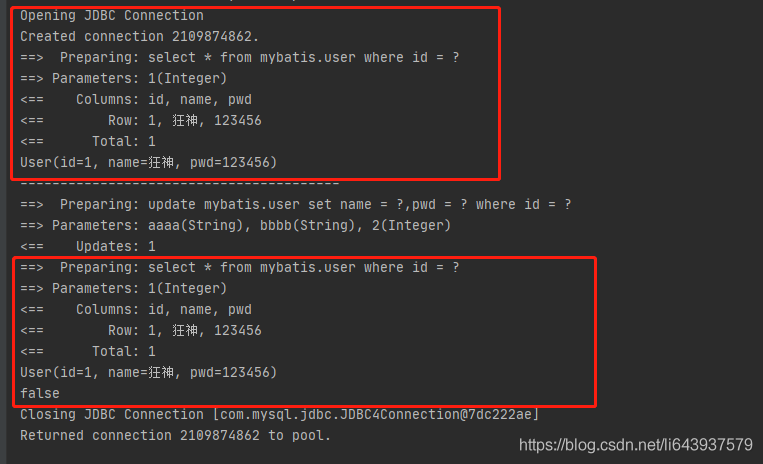 Opening JDBC Connection
Created connection 2109874862.
==>  Preparing: select * from mybatis.user where id = ?
==> Parameters: 1(Integer)
<==    Columns: id, name, pwd
<==        Row: 1, 狂神, 123456
<==      Total: 1
User(id=1, name=狂神, pwd=123456)
----------------------------------------
==>  Preparing: update mybatis.user set name = ?,pwd = ? where id = ?
==> Parameters: aaaa(String), bbbb(String), 2(Integer)
<==    Updates: 1
==>  Preparing: select * from mybatis.user where id = ?
==> Parameters: 1(Integer)
<==    Columns: id, name, pwd
<==        Row: 1, 狂神, 123456
<==      Total: 1
User(id=1, name=狂神, pwd=123456)
false
Closing JDBC Connection [com.mysql.jdbc.JDBC4Connection@7dc222ae]
Returned connection 2109874862 to pool.
https://blog.csdn.net/li643937579